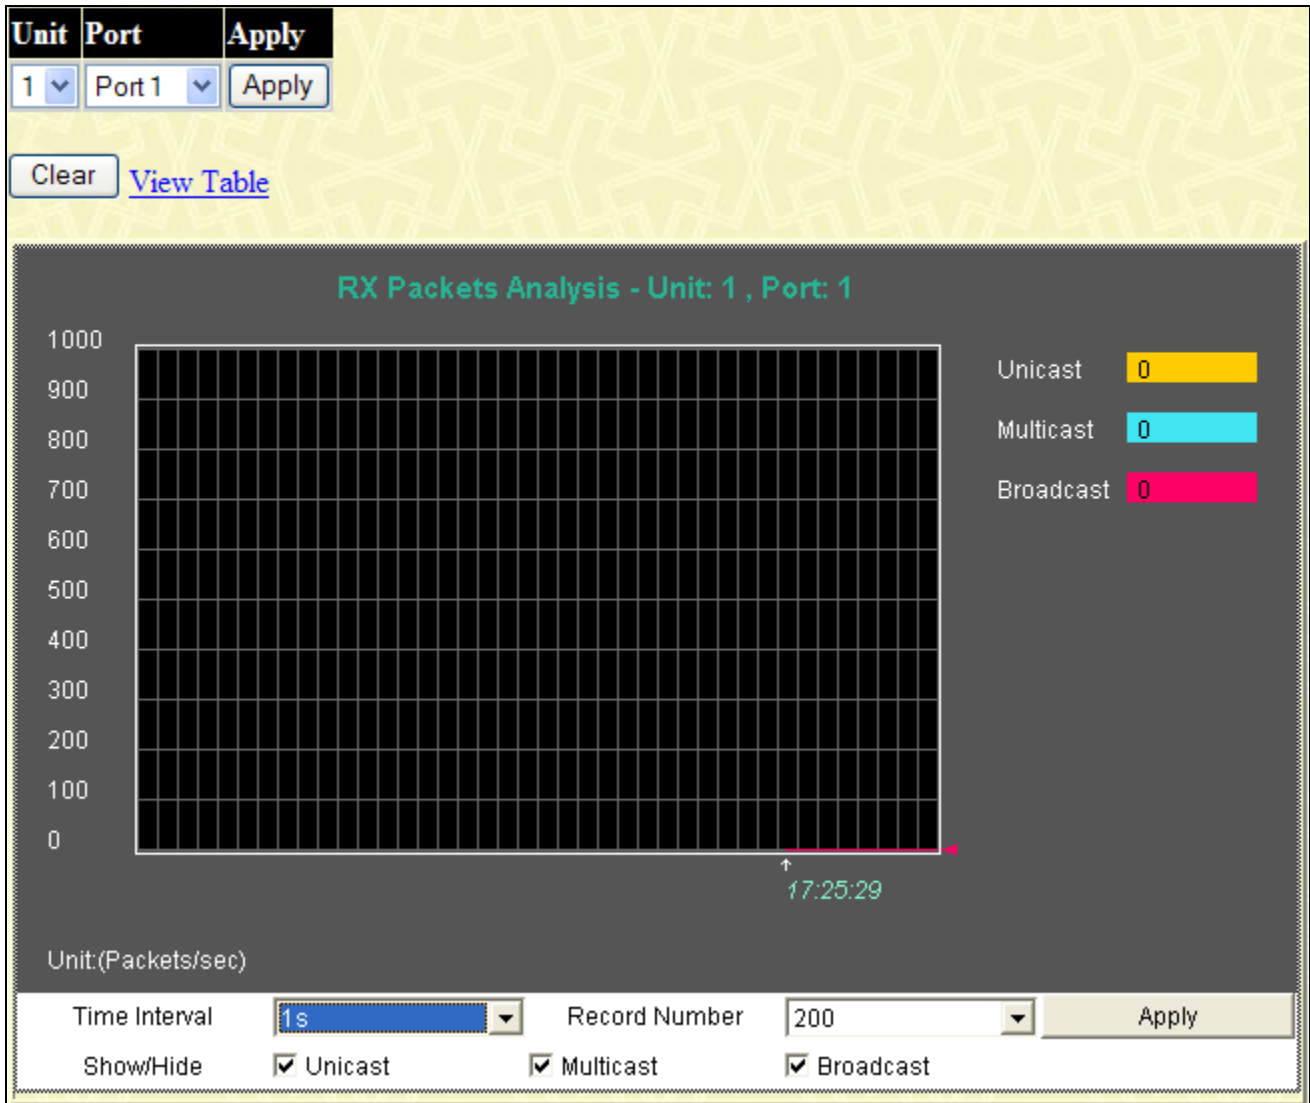 Unit Port Apply
1 Port 1 Apply
Clear View Table
RX Packets Analysis - Unit: 1 , Port: 1
1000
900
800
700
600
500
400
300
200
100
0
Unicast 0
Multicast 0
Broadcast 0
17:25:29
Unit:(Packets/sec)
Time Interval 1s Record Number 200 Apply
Show/Hide Unicast Multicast Broadcast